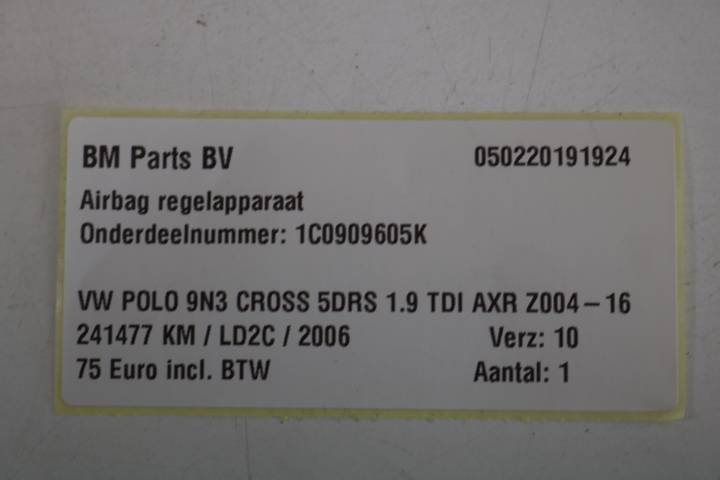 BM Parts BV 050220191924
Airbag regelapparaat
Onderdeelnummer: 1C0909605K
VW POLO 9N3 CROSS 5DRS 1.9 TDI AXR Z004-16
241477 KM / LD2C / 2006 Verz: 10
75 Euro incl. BTW Aantal: 1